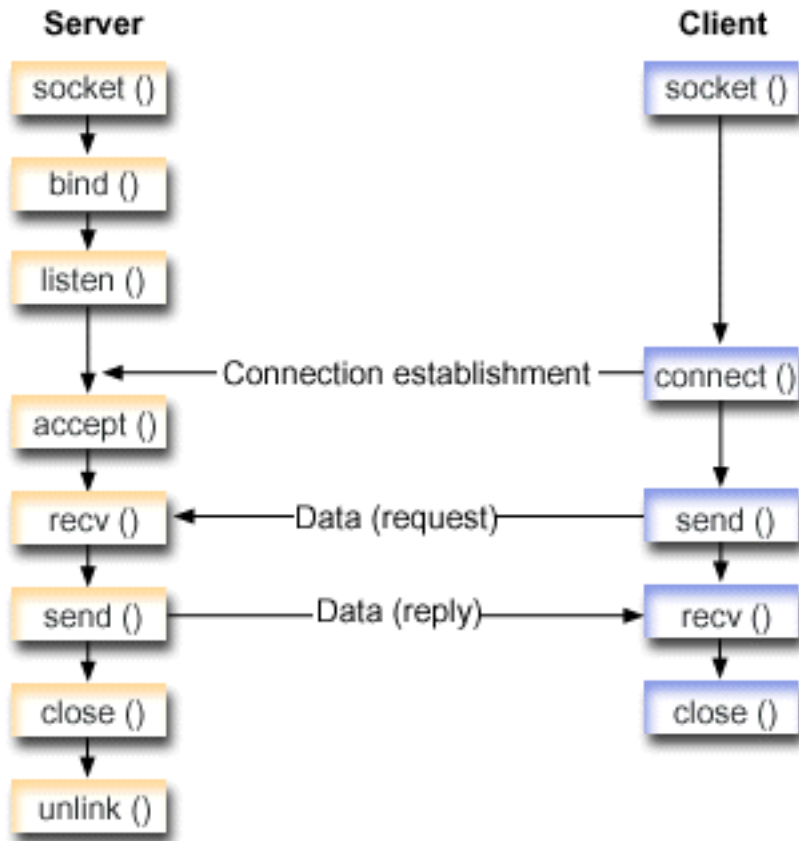 Server
Client
socket ()
socket ()
bind ()
listen ()
Connection establishment
connect ()
accept ()
recv ()
Data (request)
send ()
send ()
Data (reply)
recv ()
close ()
close ()
unlink ()